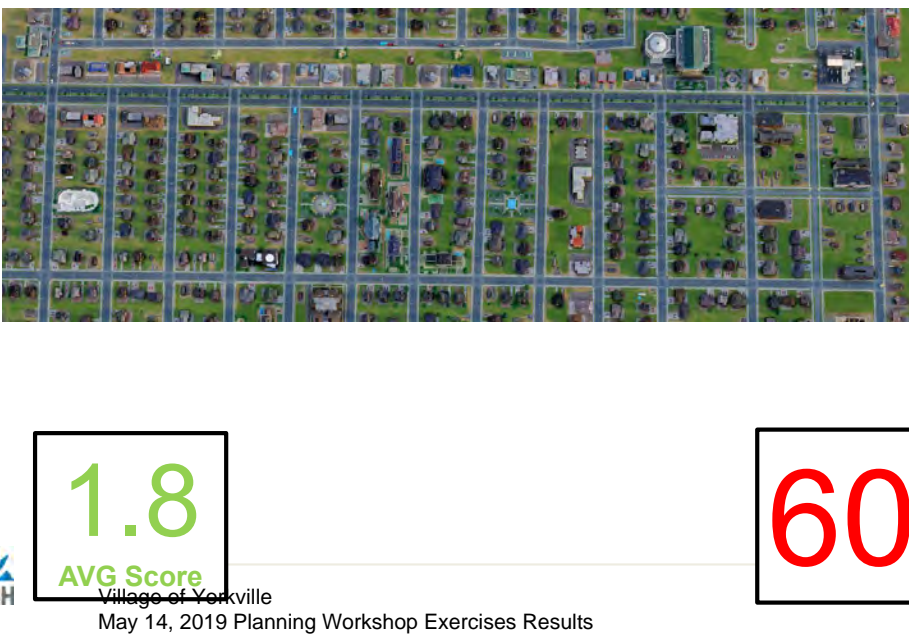 1.8
AVG Score
60
H
Village of Yorkville
May 14, 2019 Planning Workshop Exercises Results